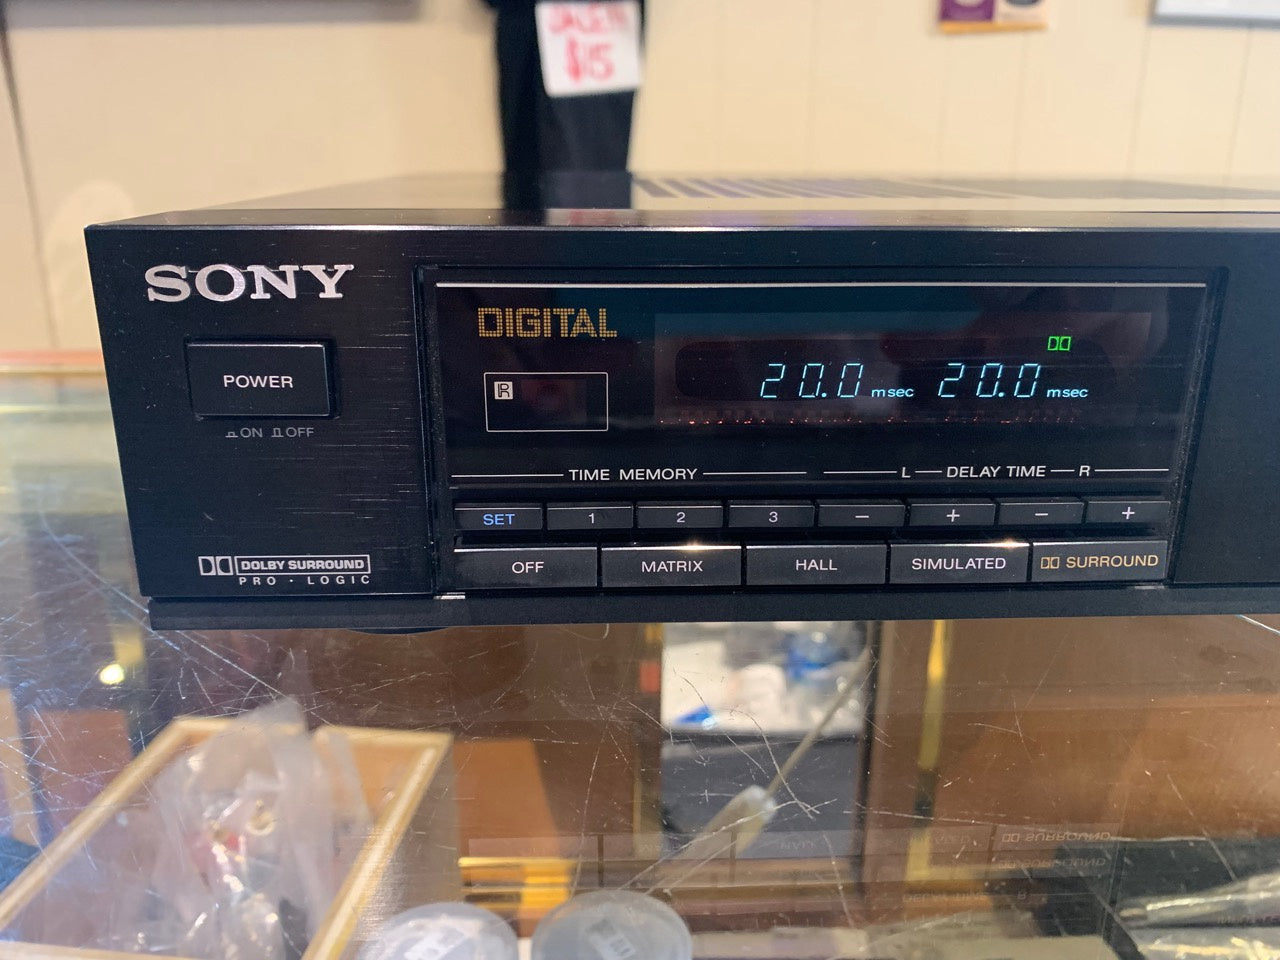 $15
SONY
DIGITAL
R
20.0 msec 20.0 msec
POWER
ON OFF
TIME MEMORY
L DELAY TIME R
SET 1 2 3 − + − +
OFF MATRIX HALL SIMULATED SURROUND
DOLBY SURROUND
PRO · LOGIC